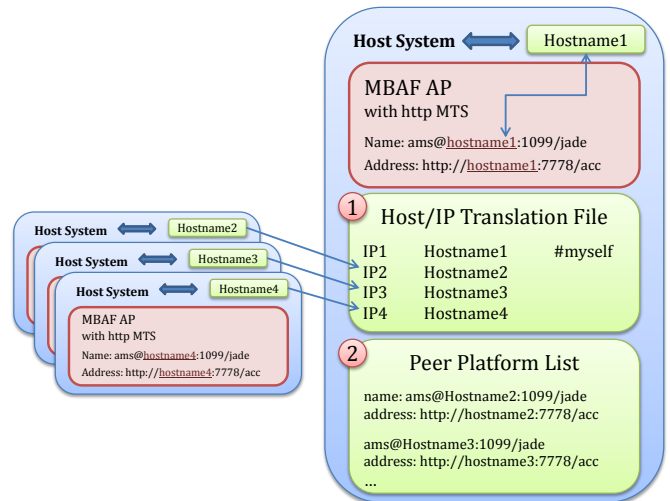 Host System Hostname1
MBAF AP
with http MTS
Name: ams@hostname1:1099/jade
Address: http://hostname1:7778/acc
1 Host/IP Translation File
IP1 Hostname1 #myself
IP2 Hostname2
IP3 Hostname3
IP4 Hostname4
2 Peer Platform List
name: ams@Hostname2:1099/jade
address: http://hostname2:7778/acc
ams@Hostname3:1099/jade
address: http://hostname3:7778/acc
...
Host System Hostname2
Host System Hostname3
Host System Hostname4
MBAF AP
with http MTS
Name: ams@hostname4:1099/jade
Address: http://hostname4:7778/acc